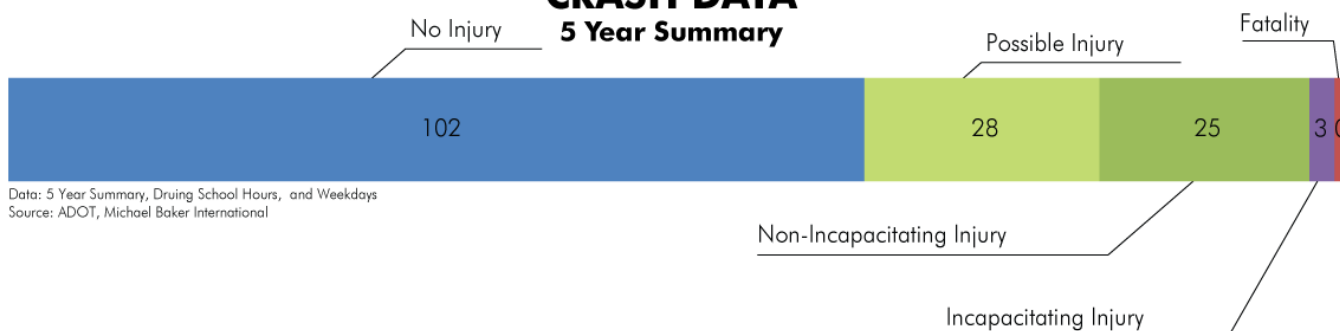 CRASH DATA
5 Year Summary
No Injury
Possible Injury
Fatality
102
28
25
3
Data: 5 Year Summary, Druing School Hours, and Weekdays
Source: ADOT, Michael Baker International
Non-Incapacitating Injury
Incapacitating Injury